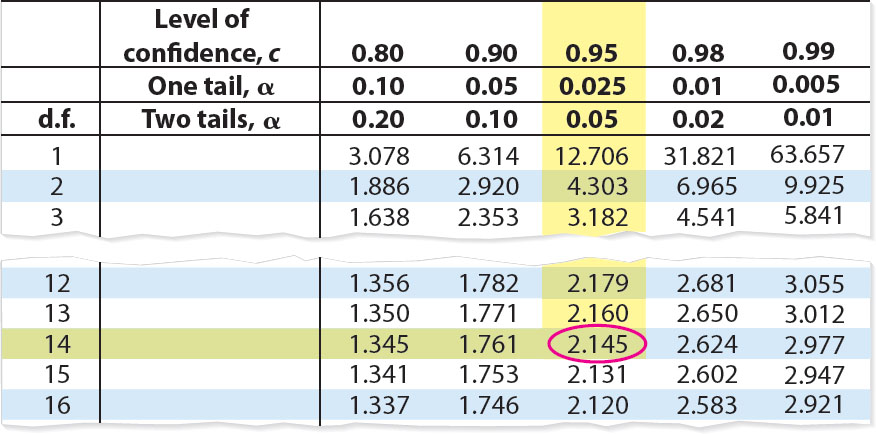 Level of
confidence, c 0.80 0.90 0.95 0.98 0.99
One tail, α 0.10 0.05 0.025 0.01 0.005
d.f. Two tails, α 0.20 0.10 0.05 0.02 0.01
1 3.078 6.314 12.706 31.821 63.657
2 1.886 2.920 4.303 6.965 9.925
3 1.638 2.353 3.182 4.541 5.841
12 1.356 1.782 2.179 2.681 3.055
13 1.350 1.771 2.160 2.650 3.012
14 1.345 1.761 2.145 2.624 2.977
15 1.341 1.753 2.131 2.602 2.947
16 1.337 1.746 2.120 2.583 2.921